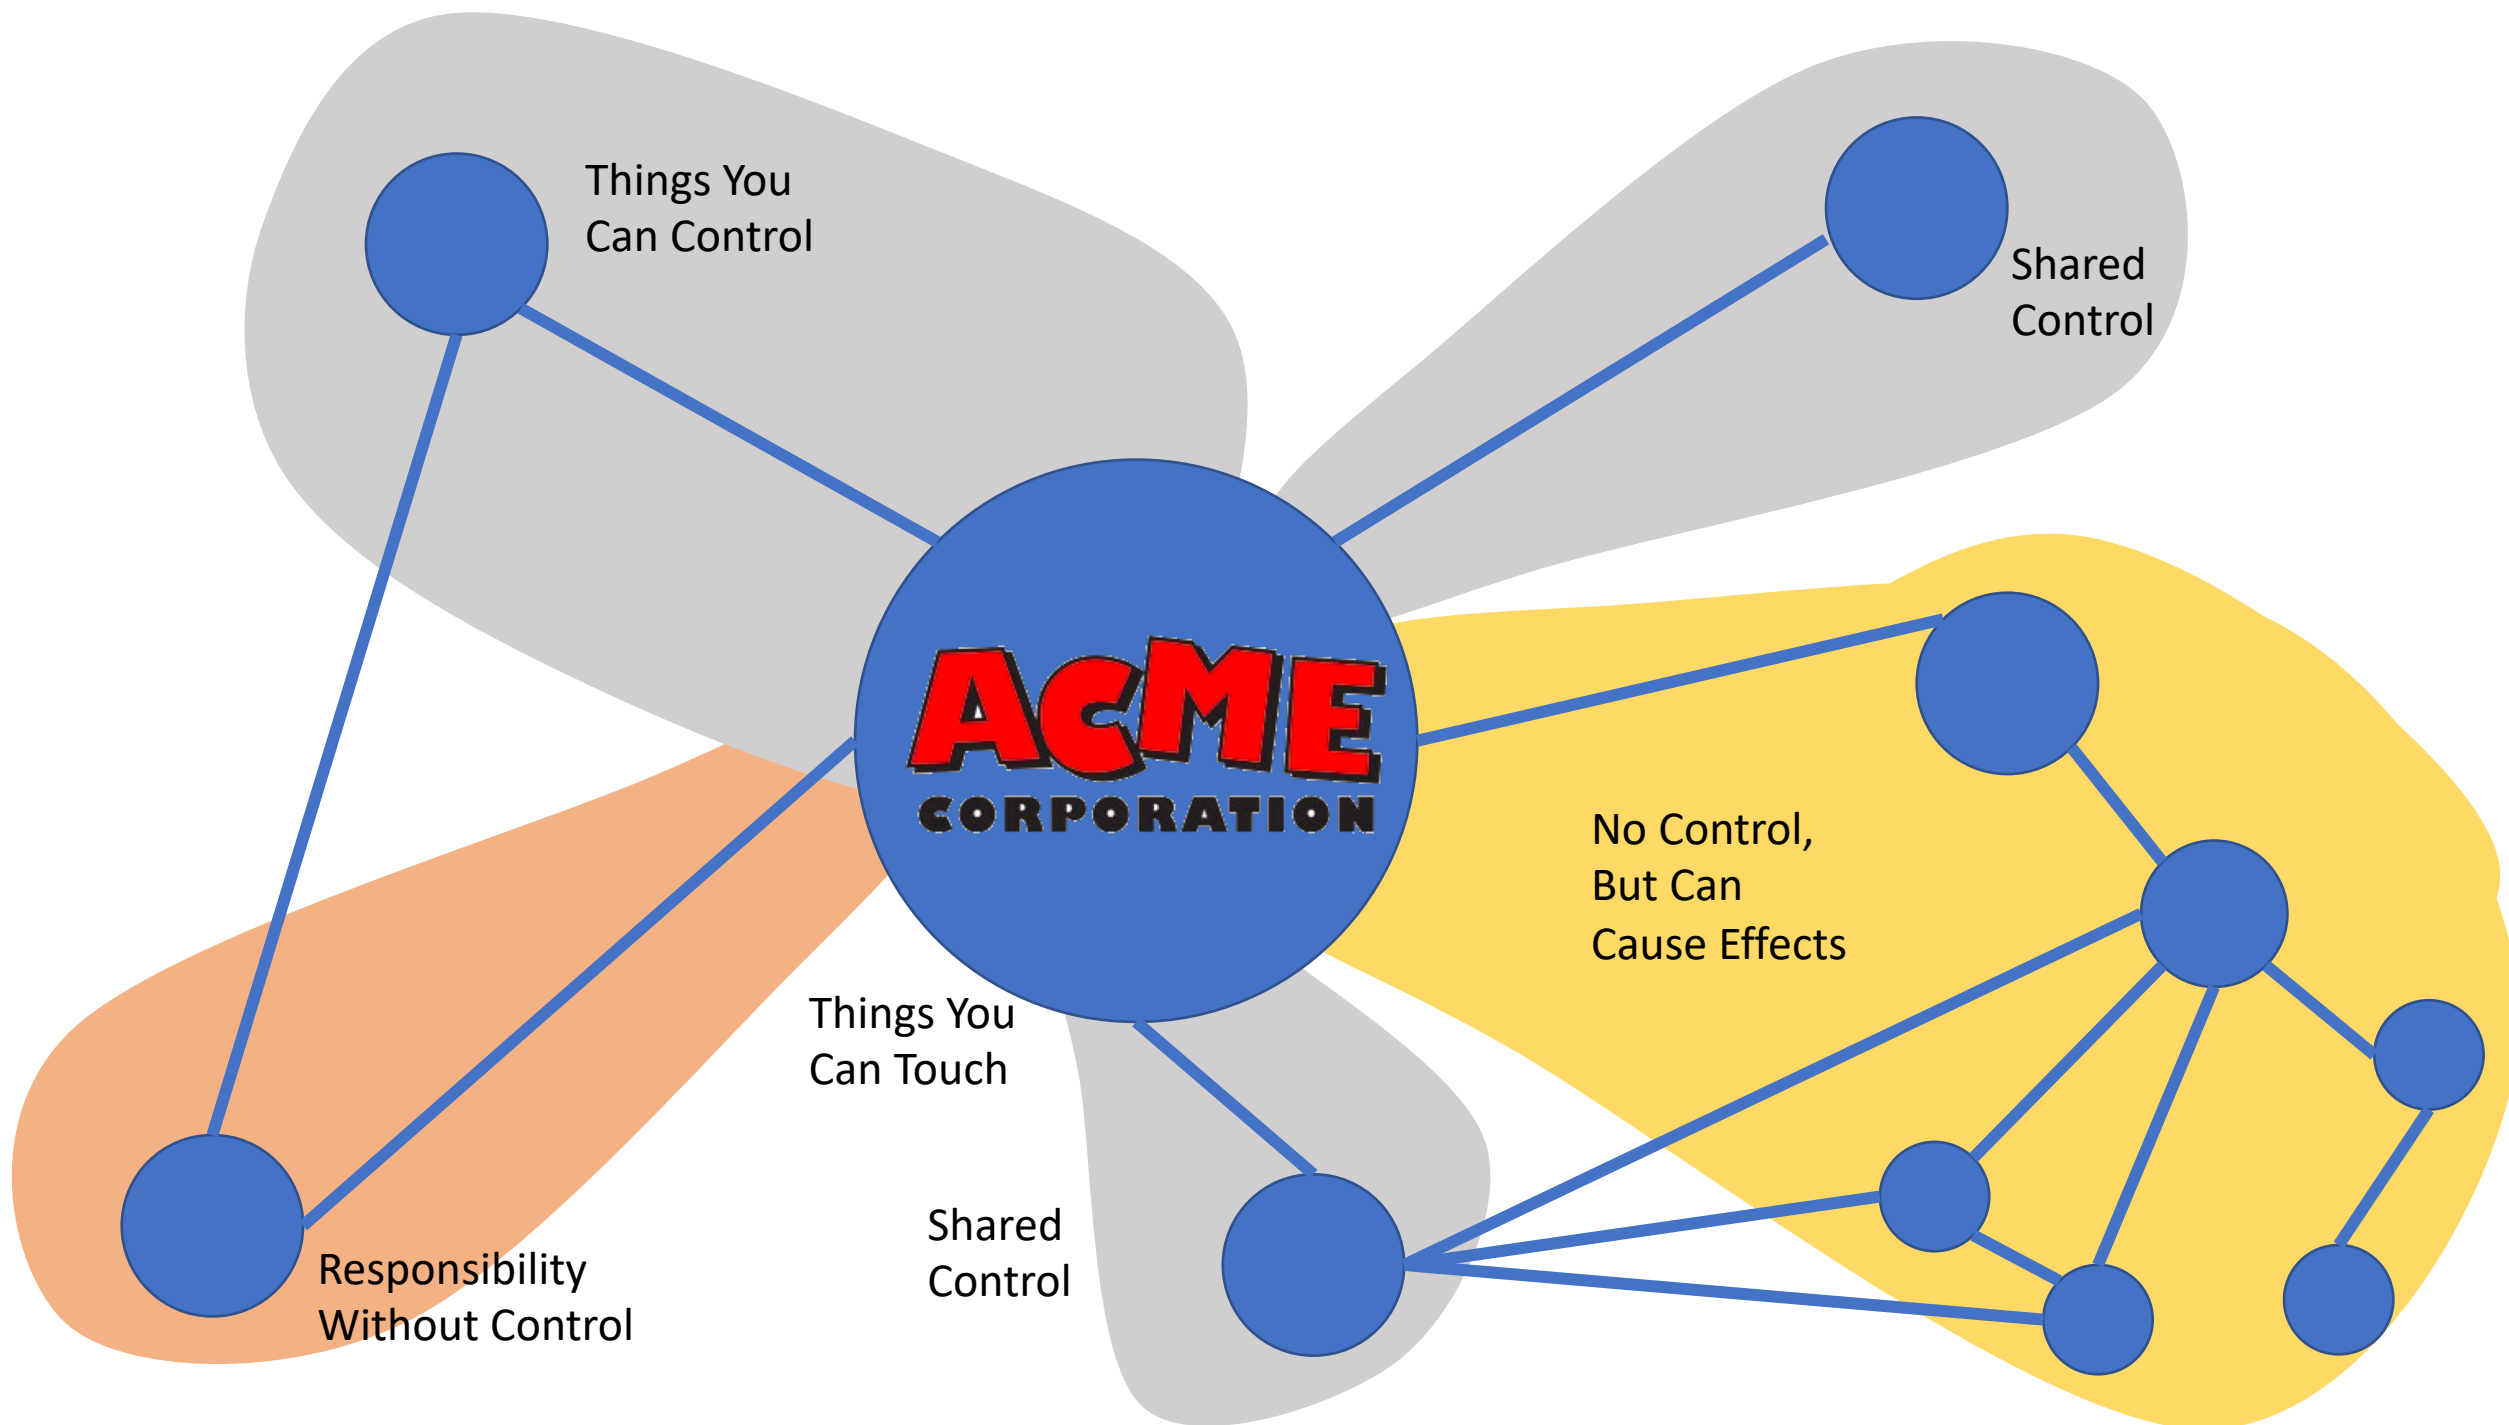 Things You
Can Control
Shared
Control
ACME
CORPORATION
No Control,
But Can
Cause Effects
Things You
Can Touch
Shared
Control
Responsibility
Without Control